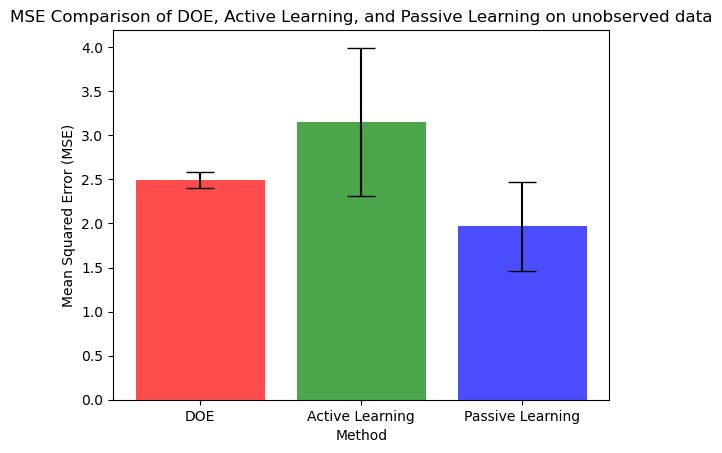 MSE Comparison of DOE, Active Learning, and Passive Learning on unobserved data
Mean Squared Error (MSE)
4.0
3.5
3.0
2.5
2.0
1.5
1.0
0.5
0.0
DOE
Active Learning
Passive Learning
Method